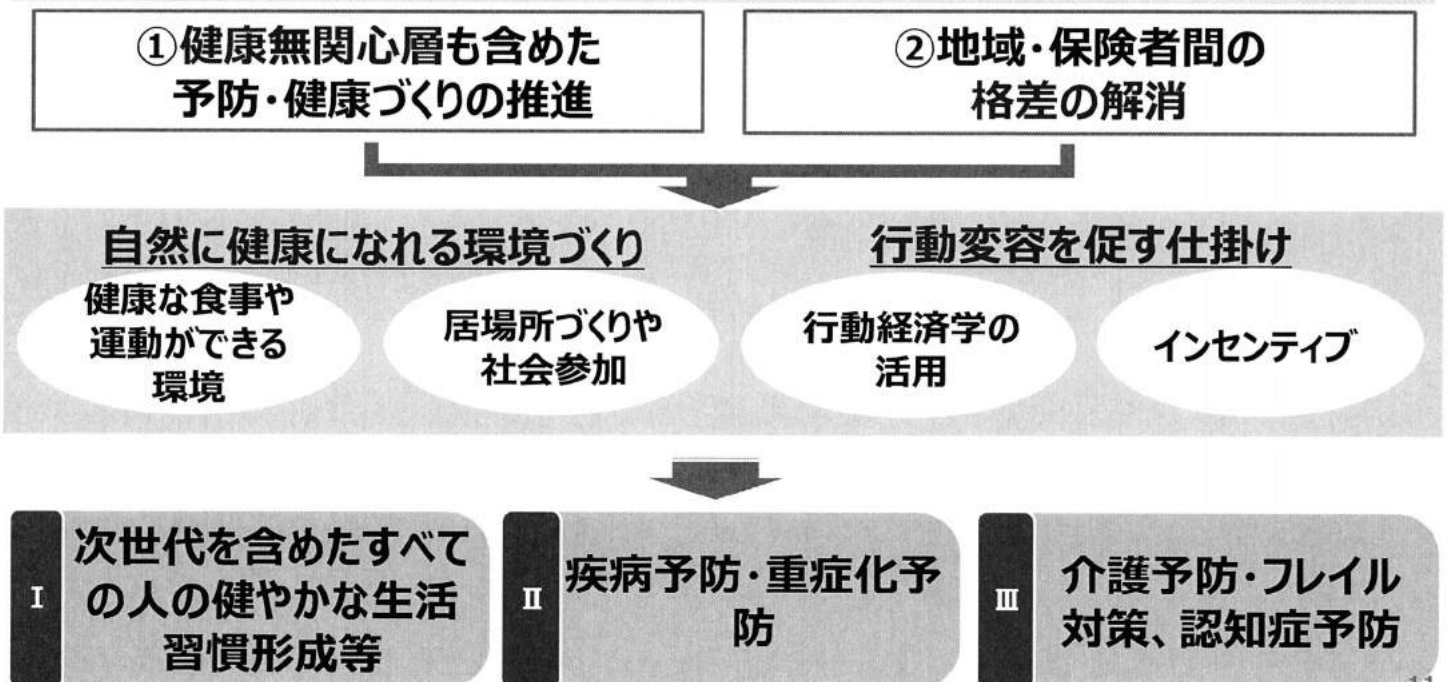 ①健康無関心層も含めた
予防・健康づくりの推進
②地域・保険者間の
格差の解消
自然に健康になれる環境づくり
行動変容を促す仕掛け
健康な食事や
運動ができる
環境
居場所づくりや
社会参加
行動経済学の
活用
インセンティブ
Ⅰ
次世代を含めたすべて
の人の健やかな生活
習慣形成等
Ⅱ
疾病予防・重症化予
防
Ⅲ
介護予防・フレイル
対策、認知症予防
11